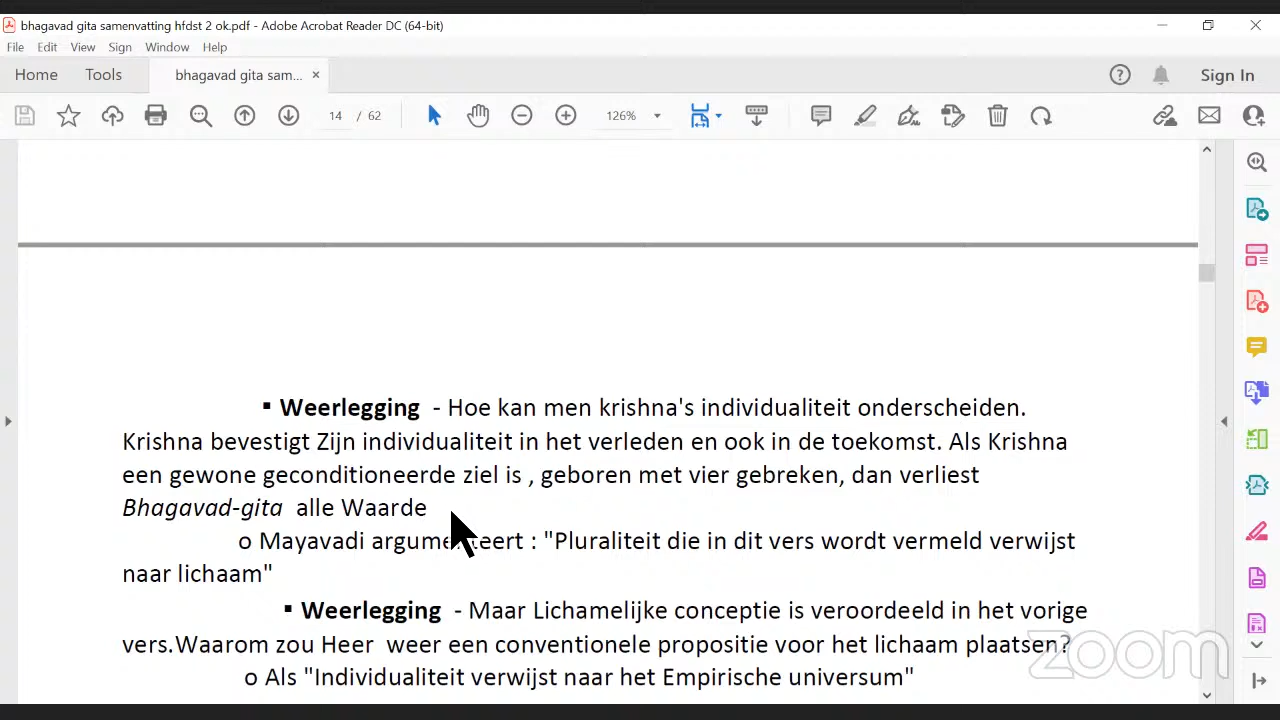 bhagavad gita samenvatting hfdst 2 ok.pdf - Adobe Acrobat Reader DC (64-bit)
File Edit View Sign Window Help
Home Tools bhagavad gita sam... × Sign In
14 / 62 126%
▪ Weerlegging - Hoe kan men krishna's individualiteit onderscheiden.
Krishna bevestigt Zijn individualiteit in het verleden en ook in de toekomst. Als Krishna
een gewone geconditioneerde ziel is , geboren met vier gebreken, dan verliest
Bhagavad-gita alle Waarde
o Mayavadi argumenteert : "Pluraliteit die in dit vers wordt vermeld verwijst
naar lichaam"
▪ Weerlegging - Maar Lichamelijke conceptie is veroordeeld in het vorige
vers.Waarom zou Heer weer een conventionele propositie voor het lichaam plaatsen?
o Als "Individualiteit verwijst naar het Empirische universum"
zoom